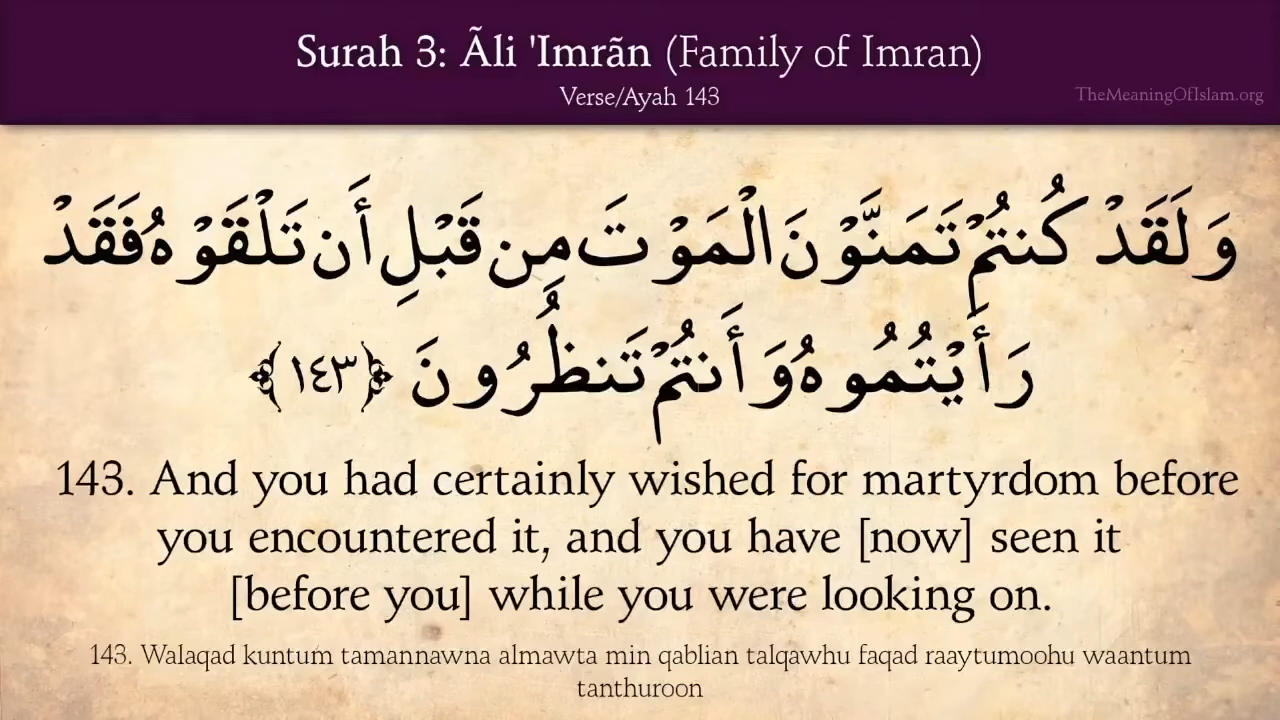 Surah 3: Ãli 'Imrãn (Family of Imran)
Verse/Ayah 143
TheMeaningOfIslam.org
وَلَقَدْ كُنتُمْ تَمَنَّوْنَ الْمَوْتَ مِن قَبْلِ أَن تَلْقَوْهُ فَقَدْ
رَأَيْتُمُوهُ وَأَنتُمْ تَنظُرُونَ ﴿١٤٣﴾
143. And you had certainly wished for martyrdom before
you encountered it, and you have [now] seen it
[before you] while you were looking on.
143. Walaqad kuntum tamannawna almawta min qablian talqawhu faqad raaytumoohu waantum
tanthuroon